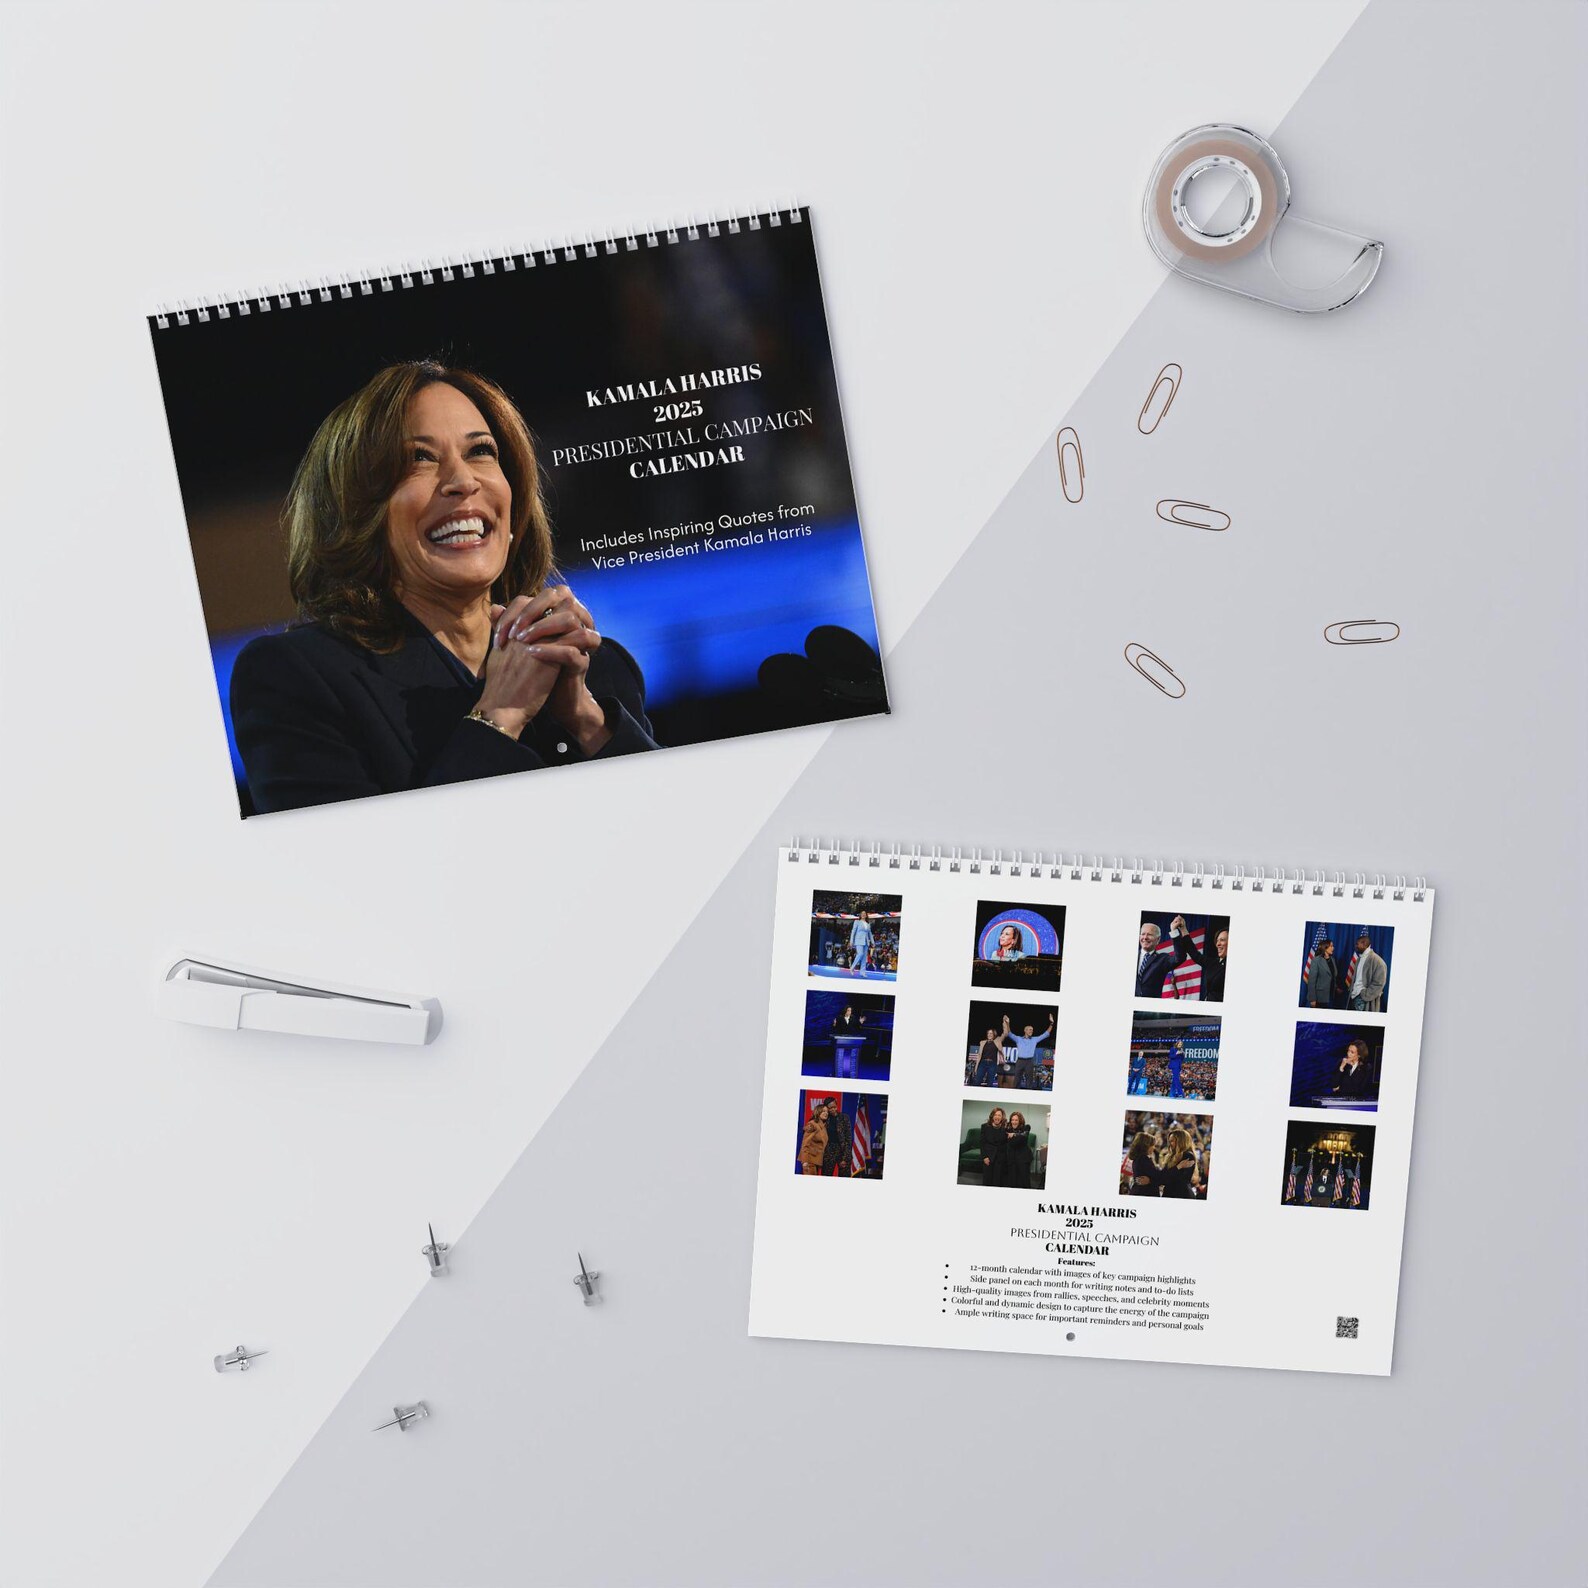 KAMALA HARRIS
2025
PRESIDENTIAL CAMPAIGN
CALENDAR
Includes Inspiring Quotes from
Vice President Kamala Harris
FREEDOM
KAMALA HARRIS
2025
PRESIDENTIAL CAMPAIGN
CALENDAR
Features:
• 12-month calendar with images of key campaign highlights
• Side panel on each month for writing notes and to-do lists
• High-quality images from rallies, speeches, and celebrity moments
• Colorful and dynamic design to capture the energy of the campaign
• Ample writing space for important reminders and personal goals